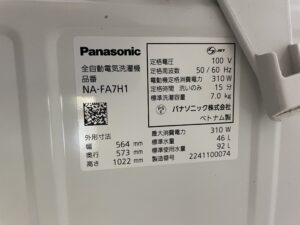 Panasonic
全自動電気洗濯機
品番
NA-FA7H1
外形寸法
幅 564 mm
奥行 573 mm
高さ 1022 mm
JET
定格電圧 100 V
定格周波数 50 / 60 Hz
電動機定格消費電力 310 W
定格時間 洗いのみ 15 分
標準洗濯容量 7.0 kg
パナソニック株式会社
ベトナム製
最大消費電力 310 W
標準水量 46 L
標準使用水量 92 L
製造番号 2241100074